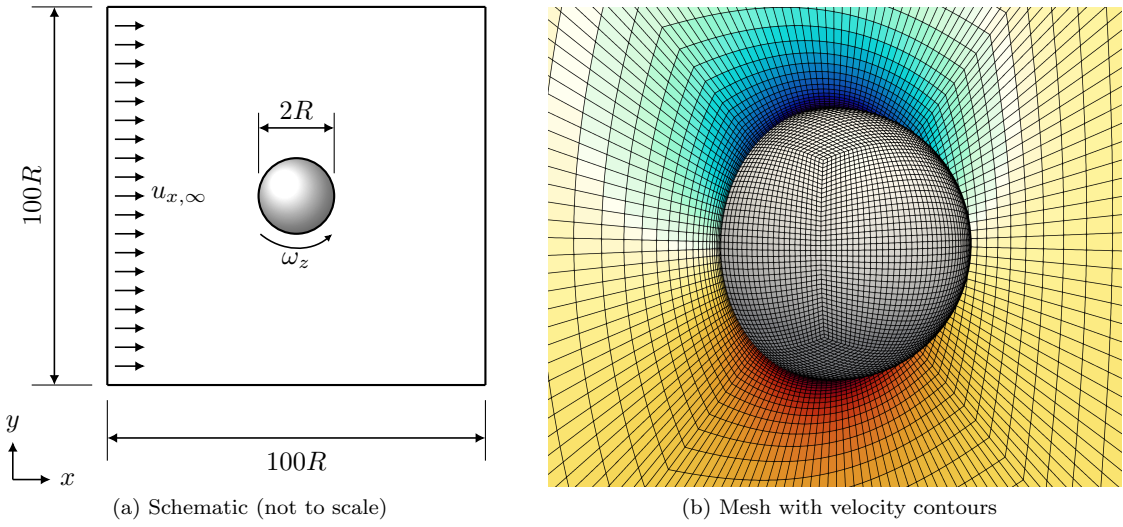 2R
100R
u_{x,∞}
ω_z
100R
y
x
(a) Schematic (not to scale)
(b) Mesh with velocity contours